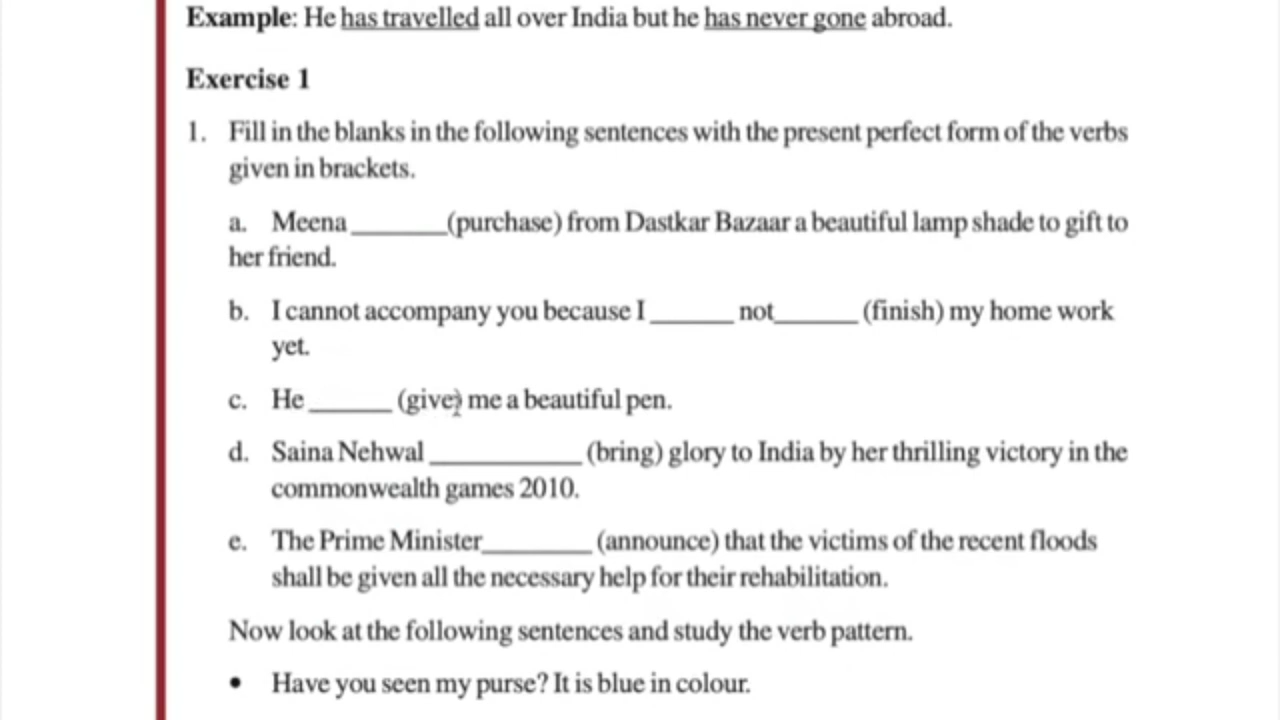 Example: He has travelled all over India but he has never gone abroad.
Exercise 1
1. Fill in the blanks in the following sentences with the present perfect form of the verbs
given in brackets.
a. Meena ________(purchase) from Dastkar Bazaar a beautiful lamp shade to gift to
her friend.
b. I cannot accompany you because I _______ not_______ (finish) my home work
yet.
c. He _______ (give) me a beautiful pen.
d. Saina Nehwal _____________ (bring) glory to India by her thrilling victory in the
commonwealth games 2010.
e. The Prime Minister_________ (announce) that the victims of the recent floods
shall be given all the necessary help for their rehabilitation.
Now look at the following sentences and study the verb pattern.
• Have you seen my purse? It is blue in colour.